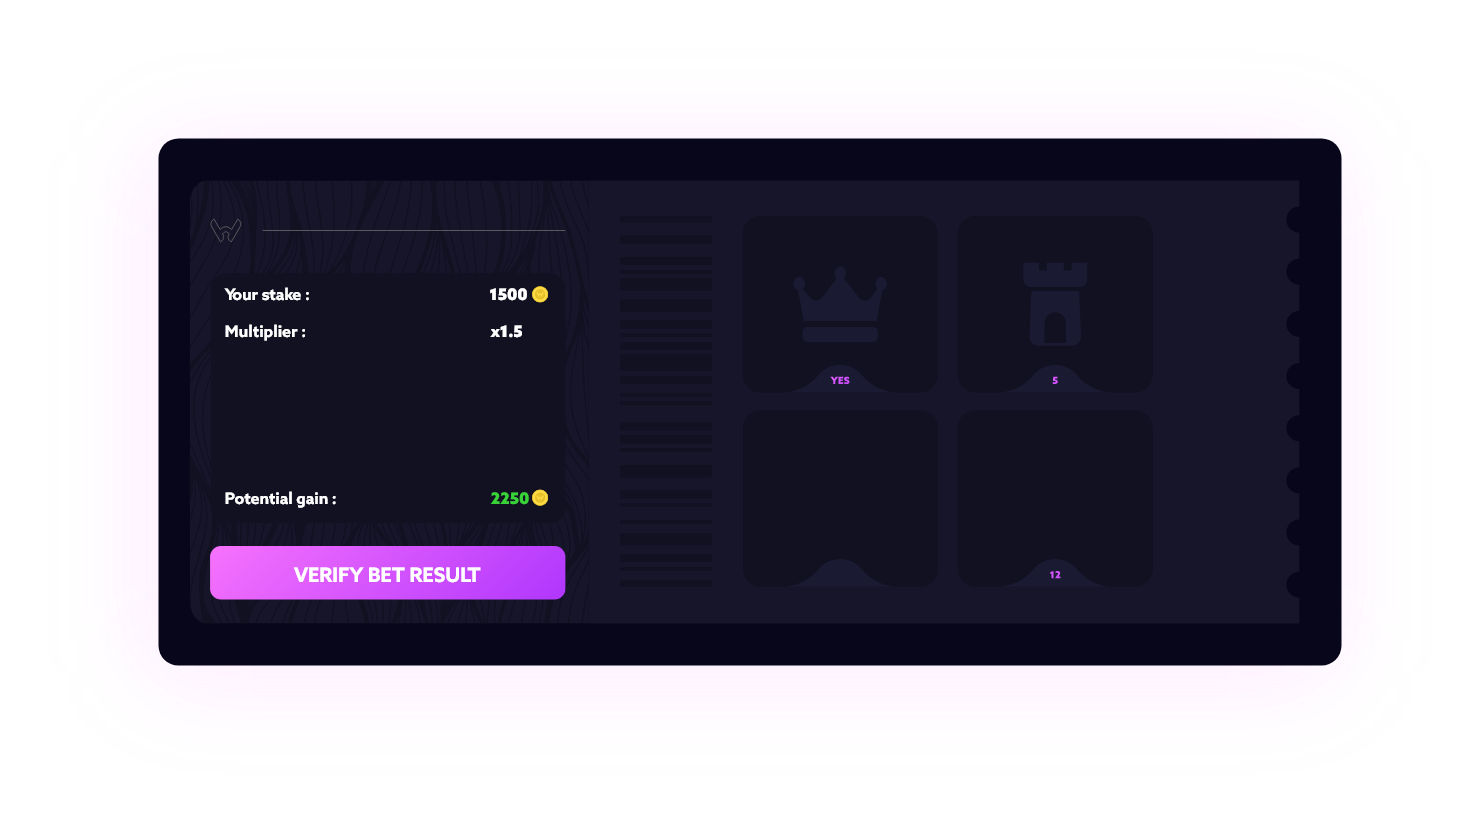 Your stake : 1500
Multiplier : x1.5
Potential gain : 2250
VERIFY BET RESULT
YES
5
12